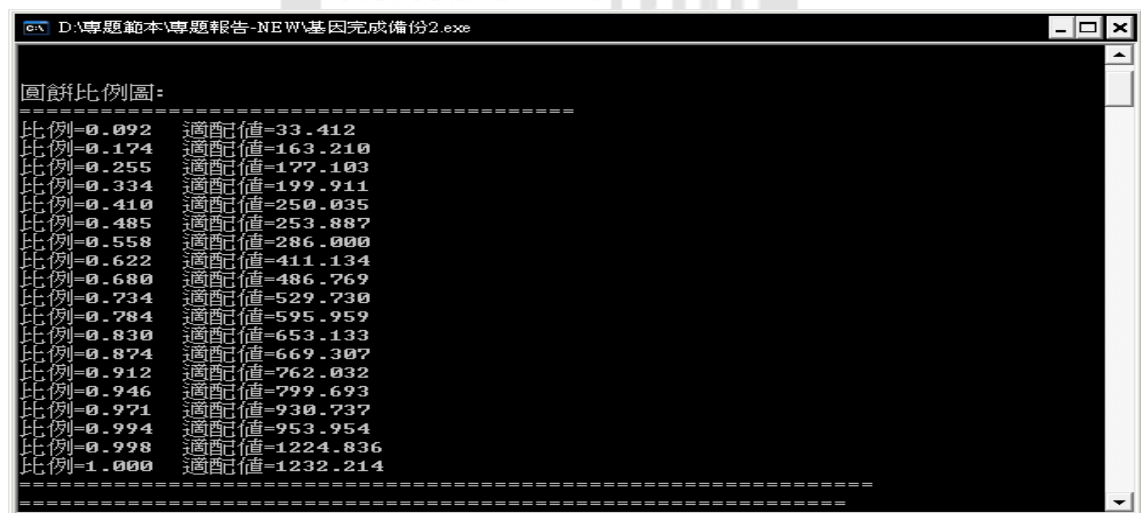 D:\專題範本\專題報告-NEW\基因完成備份2.exe
圓餅比例圖:
==========================================
比例=0.092 適配值=33.412
比例=0.174 適配值=163.210
比例=0.255 適配值=177.103
比例=0.334 適配值=199.911
比例=0.410 適配值=250.035
比例=0.485 適配值=253.887
比例=0.558 適配值=286.000
比例=0.622 適配值=411.134
比例=0.680 適配值=486.769
比例=0.734 適配值=529.730
比例=0.784 適配值=595.959
比例=0.830 適配值=653.133
比例=0.874 適配值=669.307
比例=0.912 適配值=762.032
比例=0.946 適配值=799.693
比例=0.971 適配值=930.737
比例=0.994 適配值=953.954
比例=0.998 適配值=1224.836
比例=1.000 適配值=1232.214
=================================================================
===============================================================